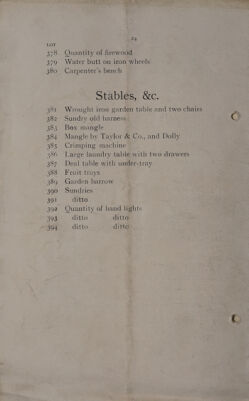 24
LOT
378 Quantity of firewood
379 Water butt on iron wheels
380 Carpenter's bench
Stables, &c.
381 Wrought iron garden table and two chairs
382 Sundry old harness
383 Box mangle
384 Mangle by Taylor & Co., and Dolly
385 Crimping machine
386 Large laundry table with two drawers
387 Deal table with under-tray
388 Fruit trays
389 Garden barrow
390 Sundries
391 ditto
392 Quantity of hand lights
393 ditto ditto
394 ditto ditto